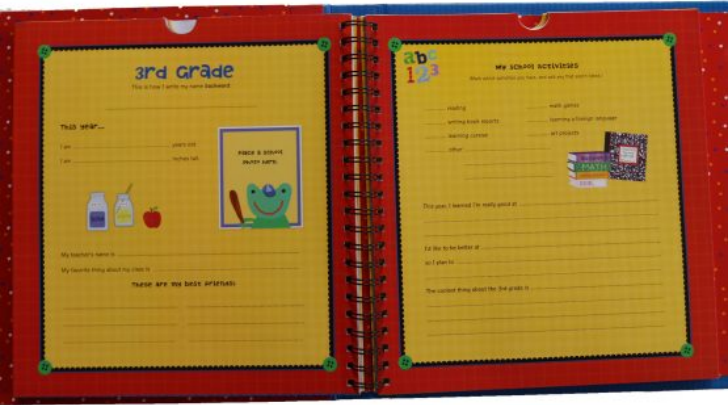 3rd Grade
This is how I write my name backward
This year...
I am years old.
I am inches tall.
Place a school
photo here.
My teacher's name is
My favorite thing about my class is
These are my best friends:
abc
123
My School Activities
reading
math games
writing book reports
learning a foreign language
learning cursive
art projects
other
MATH
This year I learned I'm really good at
I'd like to be better at
so I plan to
The coolest thing about the 3rd grade is